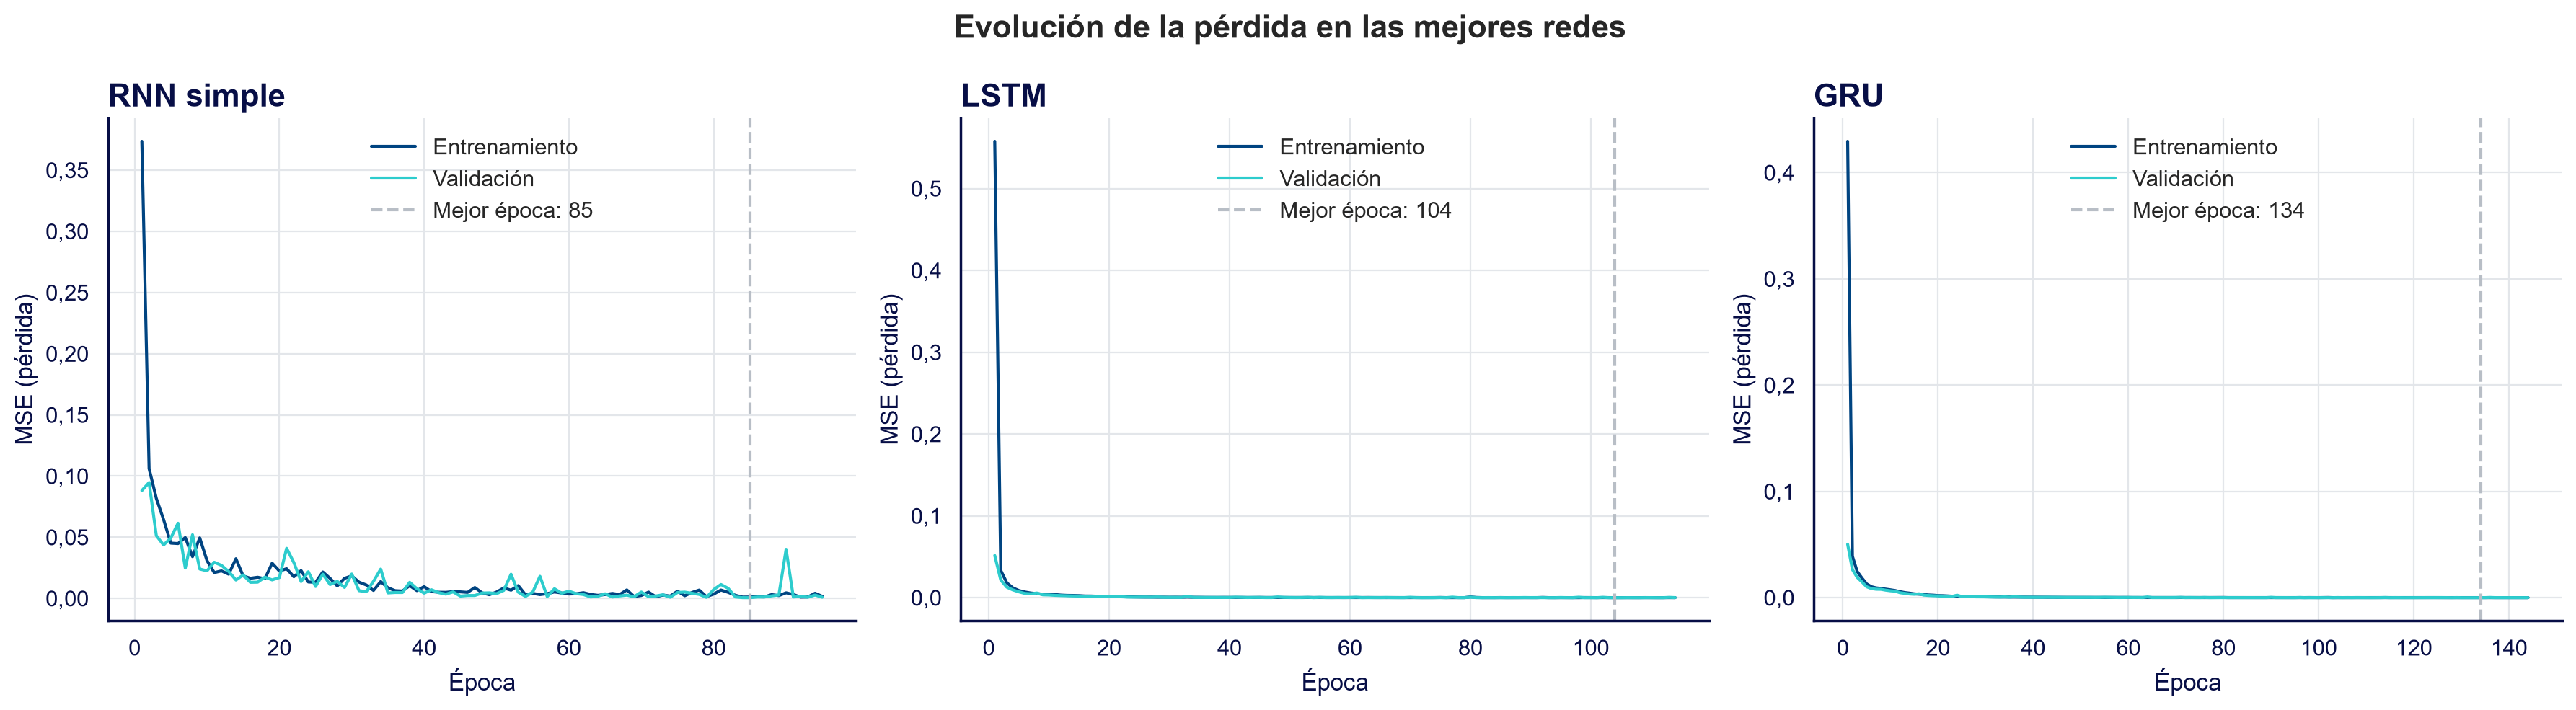 Evolución de la pérdida en las mejores redes
RNN simple
MSE (pérdida)
0,35
0,30
0,25
0,20
0,15
0,10
0,05
0,00
Entrenamiento
Validación
Mejor época: 85
0 20 40 60 80
Época
LSTM
MSE (pérdida)
0,5
0,4
0,3
0,2
0,1
0,0
Entrenamiento
Validación
Mejor época: 104
0 20 40 60 80 100
Época
GRU
MSE (pérdida)
0,4
0,3
0,2
0,1
0,0
Entrenamiento
Validación
Mejor época: 134
0 20 40 60 80 100 120 140
Época